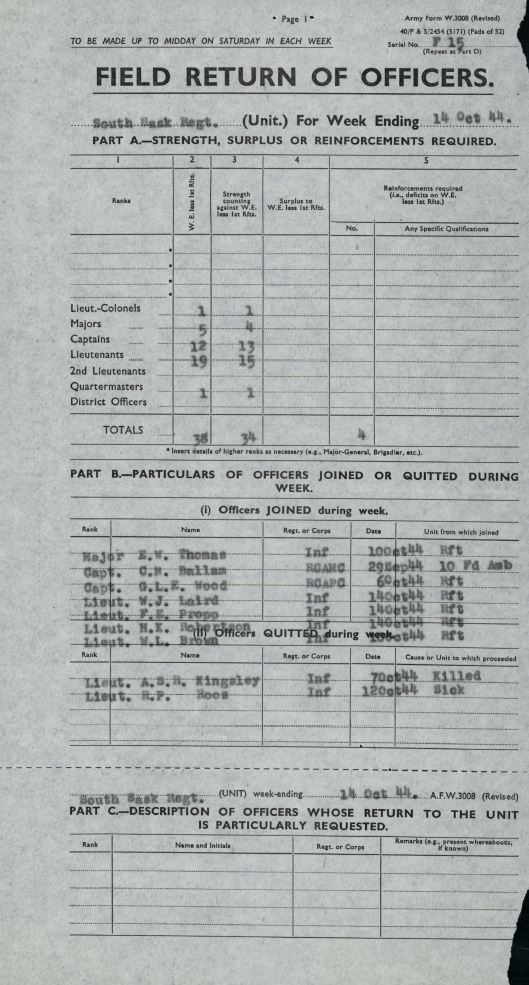 * Page 1 *
Army Form W.3008 (Revised)
40/P & S/2454 (5171) (Pads of 52)
TO BE MADE UP TO MIDDAY ON SATURDAY IN EACH WEEK
Serial No. F 15
(Repeat at Part D)
FIELD RETURN OF OFFICERS.
South Sask Regt. (Unit.) For Week Ending 14 Oct 44.
PART A.—STRENGTH, SURPLUS OR REINFORCEMENTS REQUIRED.
1 2 3 4 5
Ranks W. E. less 1st Rfts. Strength counting against W.E. less 1st Rfts. Surplus to W.E. less 1st Rfts. Reinforcements required (i.e., deficits on W.E. less 1st Rfts.)
No. Any Specific Qualifications
*
*
*
*
Lieut.-Colonels 1 1
Majors 5 4
Captains 12 13
Lieutenants 19 15
2nd Lieutenants
Quartermasters 1 1
District Officers
TOTALS 38 34 4
* Insert details of higher ranks as necessary (e.g., Major-General, Brigadier, etc.).
PART B.—PARTICULARS OF OFFICERS JOINED OR QUITTED DURING
WEEK.
(i) Officers JOINED during week.
Rank Name Regt. or Corps Date Unit from which joined
Major E.W. Thomas Inf 10Oct44 Rft
Capt. C.M. Ballam RCAMC 29Sep44 10 Fd Amb
Capt. G.L.E. Wood RCAPC 6Oct44 Rft
Lieut. W.J. Laird Inf 14Oct44 Rft
Lieut. F.E. Propp Inf 14Oct44 Rft
Lieut. H.K. Robertson Inf 14Oct44 Rft
Lieut. W.L. Brown Inf Rft
(ii) Officers QUITTED during week.
Rank Name Regt. or Corps Date Cause or Unit to which proceeded
Lieut. A.S.R. Kingsley Inf 7Oct44 Killed
Lieut. R.P. Roos Inf 12Oct44 Sick
South Sask Regt. (UNIT) week-ending 14 Oct 44. A.F.W.3008 (Revised)
PART C.—DESCRIPTION OF OFFICERS WHOSE RETURN TO THE UNIT
IS PARTICULARLY REQUESTED.
Rank Name and Initials Regt. or Corps Remarks (e.g., present whereabouts, if known)